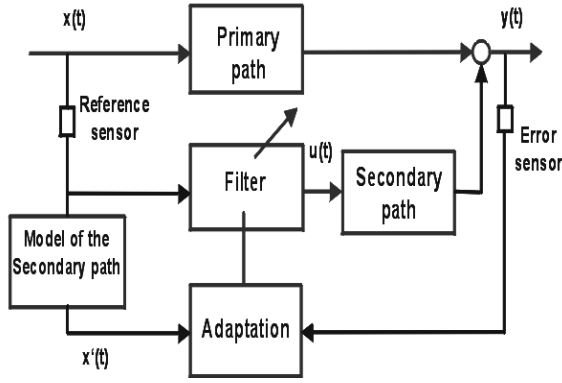 x(t)
y(t)
Primary
path
Reference
sensor
u(t)
Error
sensor
Filter
Secondary
path
Model of the
Secondary path
Adaptation
x'(t)